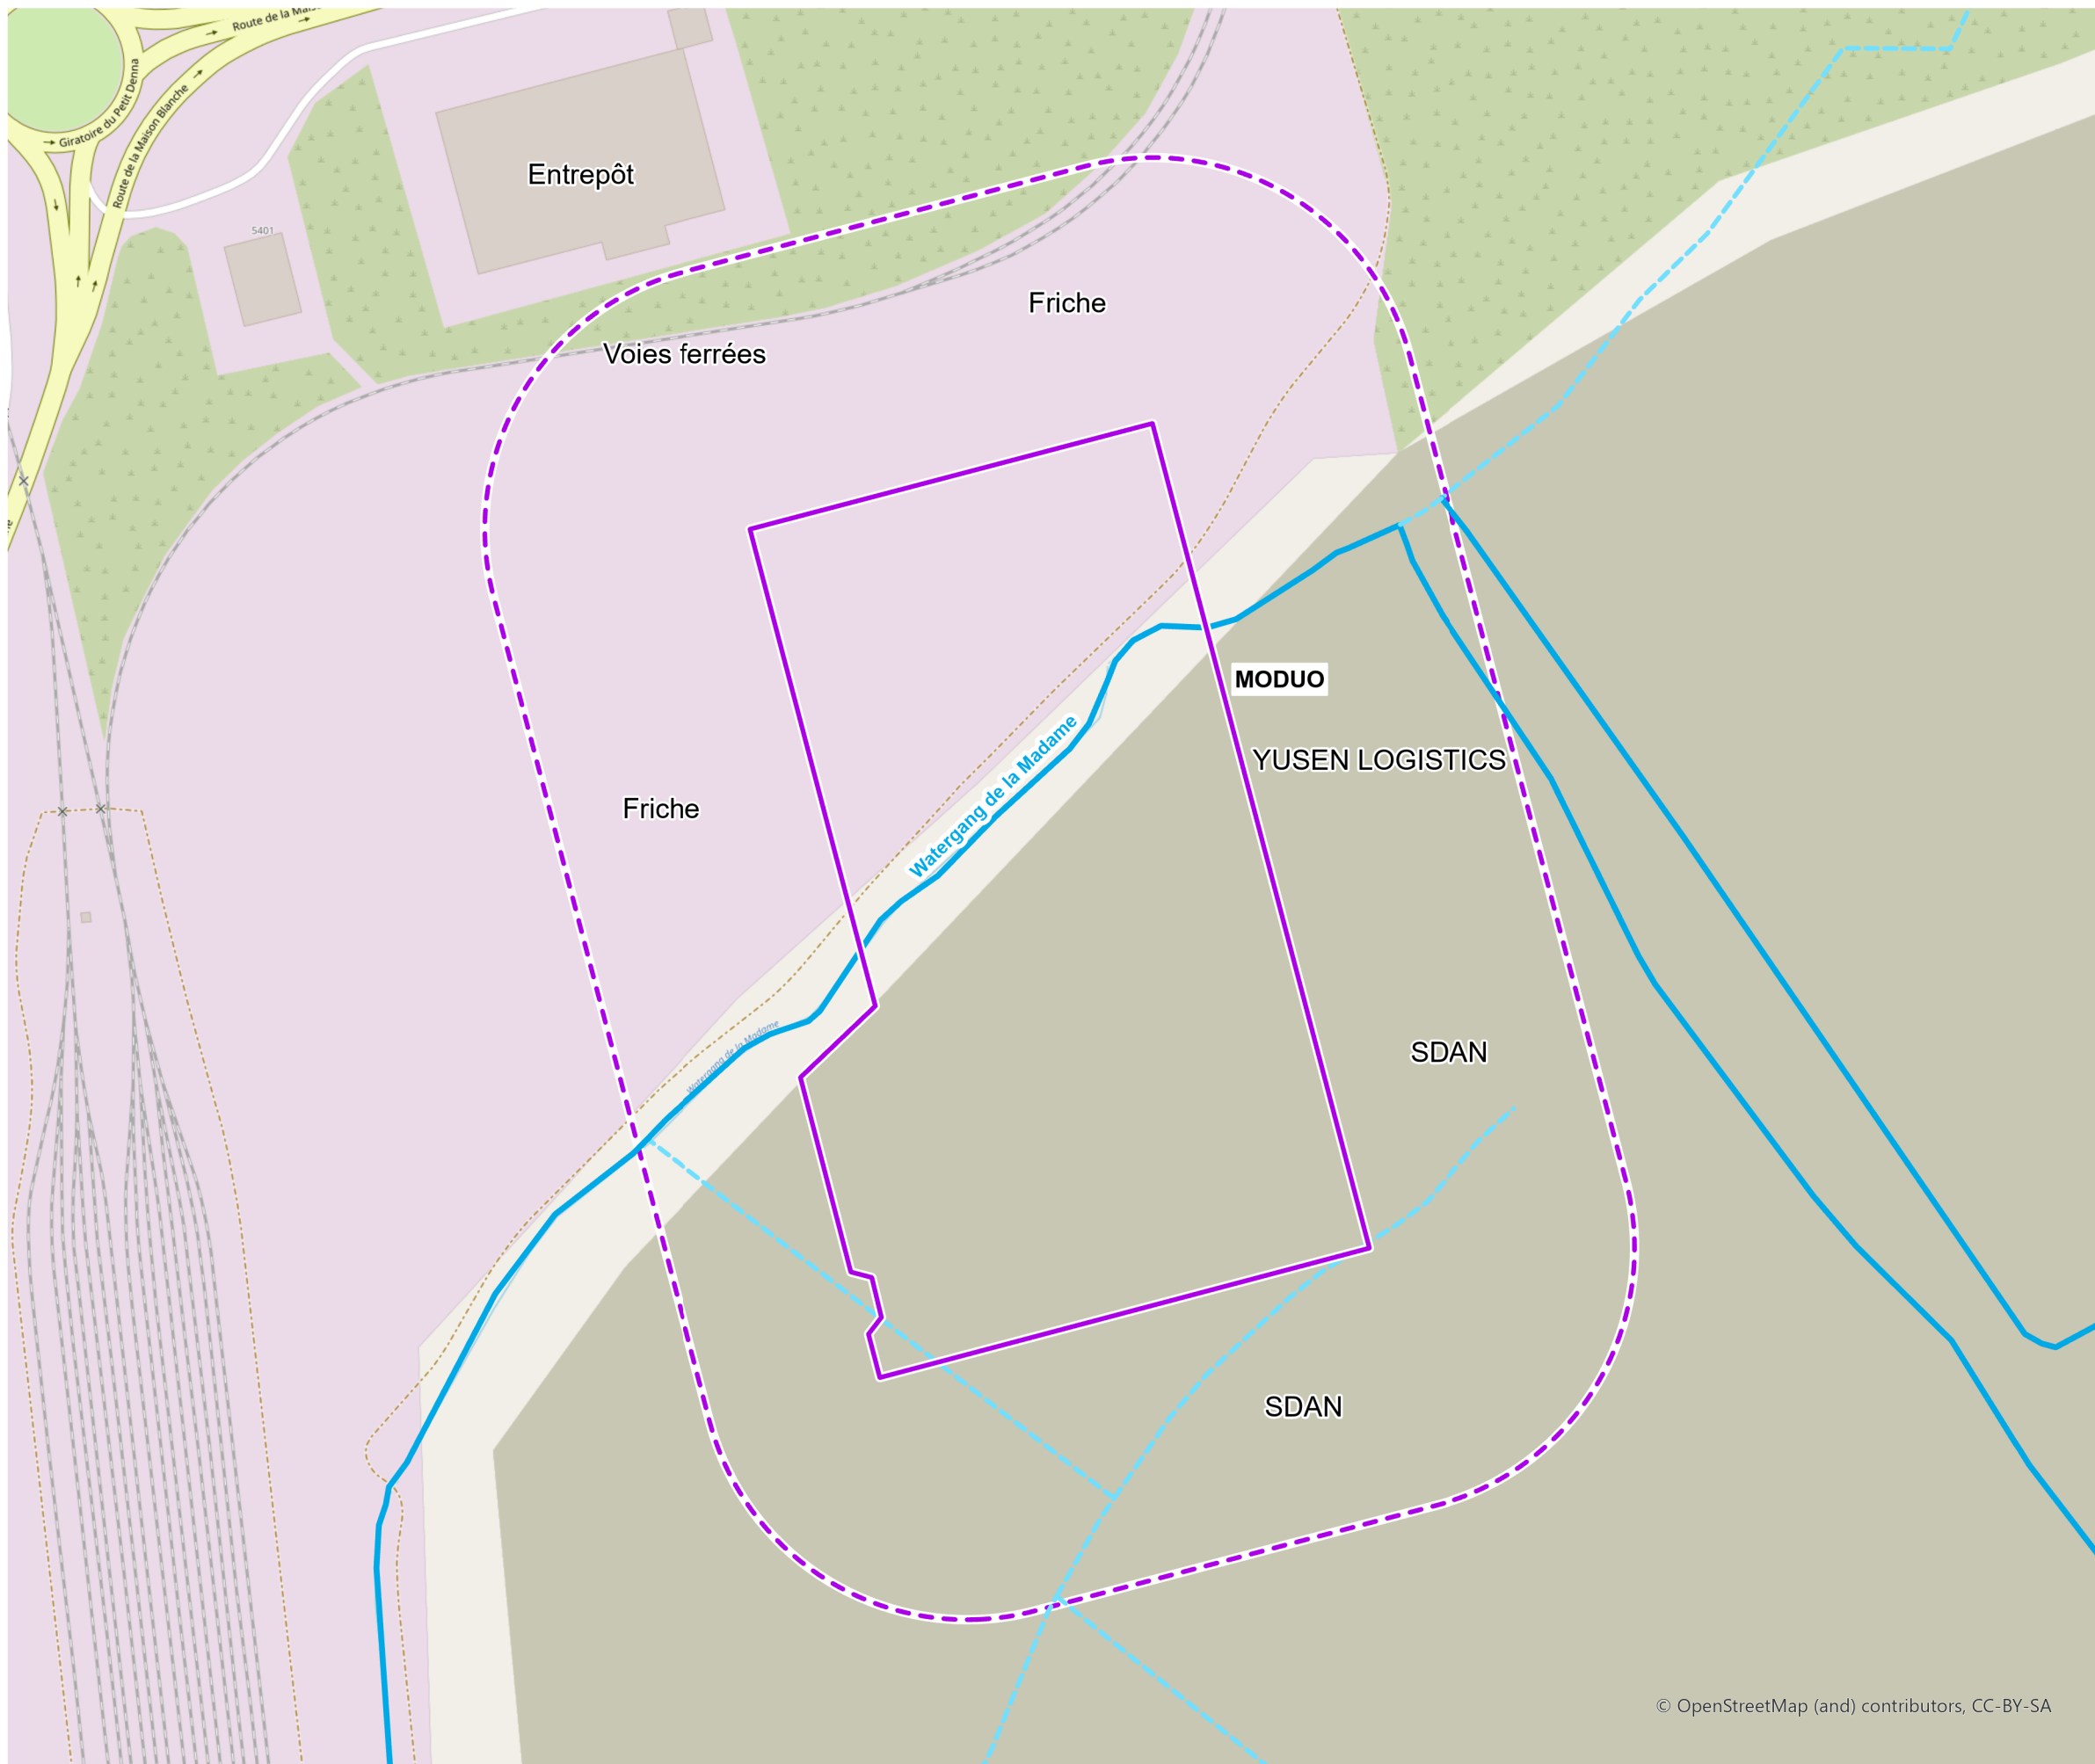 Route de la Mais
Giratoire du Petit Denna
Route de la Maison Blanche
Entrepôt
5401
Friche
Voies ferrées
MODUO
YUSEN LOGISTICS
Watergang de la Madame
Friche
Watergang de la Madame
SDAN
SDAN
© OpenStreetMap (and) contributors, CC-BY-SA